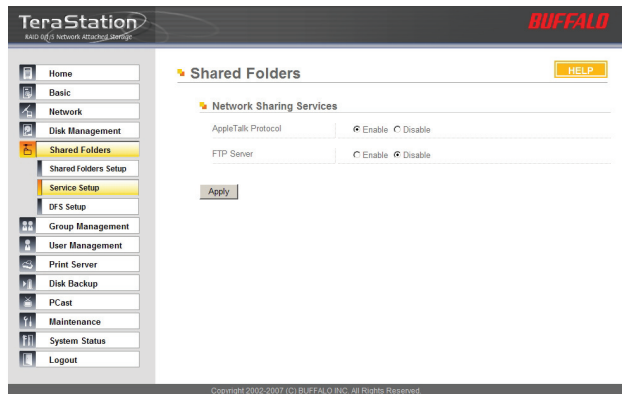 TeraStation
BUFFALO
RAID 0/1/5 Network Attached Storage
Home
Basic
Network
Disk Management
Shared Folders
Shared Folders Setup
Service Setup
DFS Setup
Group Management
User Management
Print Server
Disk Backup
PCast
Maintenance
System Status
Logout
Shared Folders
HELP
Network Sharing Services
AppleTalk Protocol Enable Disable
FTP Server Enable Disable
Apply
Copyright 2002-2007 (C) BUFFALO INC. All Rights Reserved.